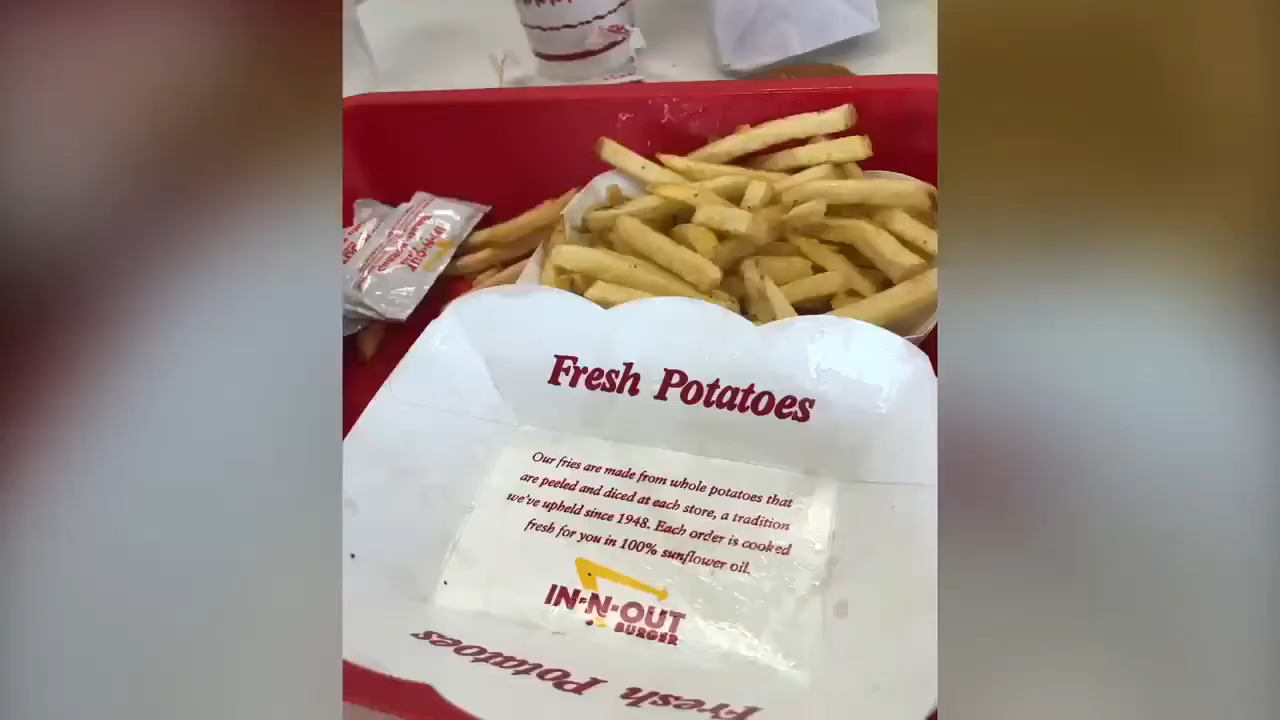 IN-N-OUT
Fresh Potatoes
Our fries are made from whole potatoes that
are peeled and diced at each store, a tradition
we've upheld since 1948. Each order is cooked
fresh for you in 100% sunflower oil.
IN-N-OUT
BURGER
Fresh Potatoes